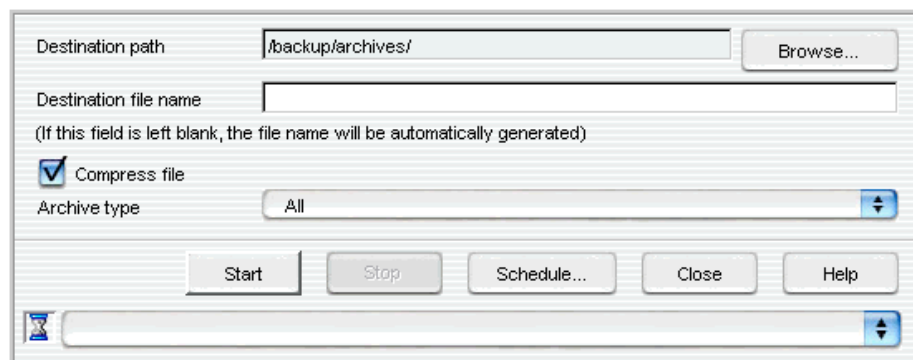 Destination path
/backup/archives/
Browse...
Destination file name
(If this field is left blank, the file name will be automatically generated)
Compress file
Archive type
All
Start
Stop
Schedule...
Close
Help